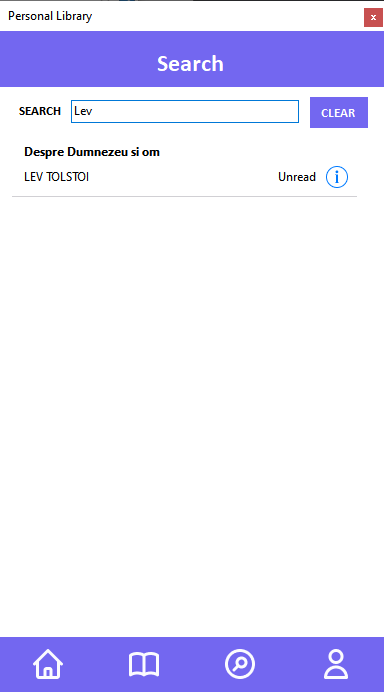 Personal Library
x
Search
SEARCH Lev CLEAR
Despre Dumnezeu si om
LEV TOLSTOI Unread i